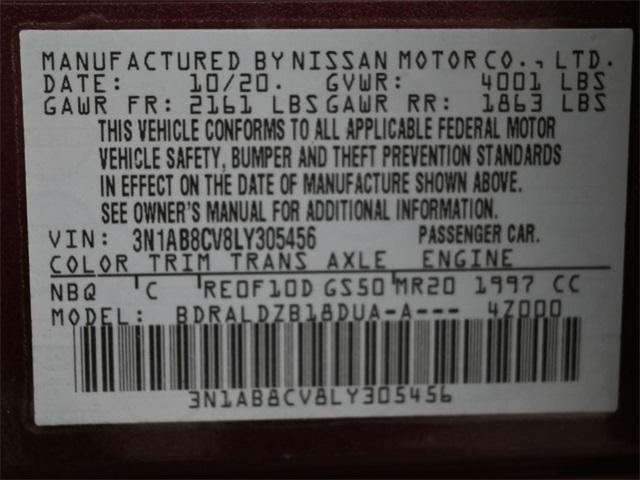 MANUFACTURED BY NISSAN MOTOR CO., LTD.
DATE: 10/20. GVWR: 4001 LBS
GAWR FR: 2161 LBS GAWR RR: 1863 LBS
THIS VEHICLE CONFORMS TO ALL APPLICABLE FEDERAL MOTOR
VEHICLE SAFETY, BUMPER AND THEFT PREVENTION STANDARDS
IN EFFECT ON THE DATE OF MANUFACTURE SHOWN ABOVE.
SEE OWNER'S MANUAL FOR ADDITIONAL INFORMATION.
VIN: 3N1AB8CV8LY305456 PASSENGER CAR.
COLOR TRIM TRANS AXLE ENGINE
NBQ C RE0F10D GS50 MR20 1997 CC
MODEL: BDRALDZB18DUA-A--- 4Z000
3N1AB8CV8LY305456